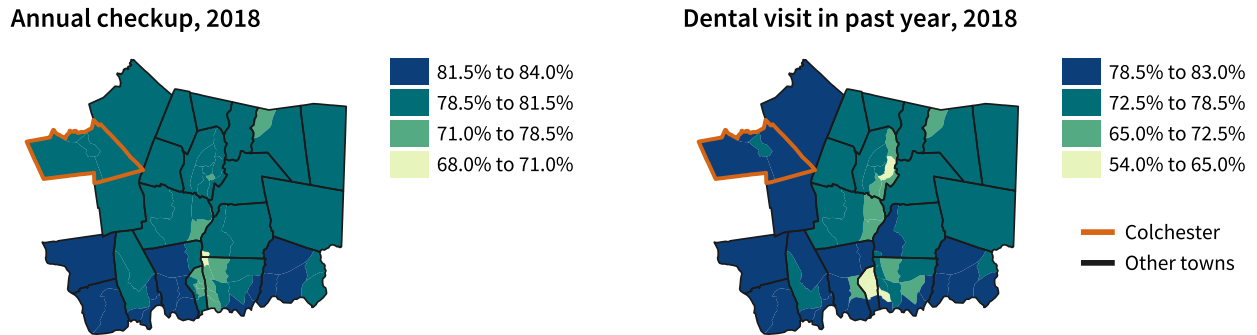 Annual checkup, 2018
81.5% to 84.0%
78.5% to 81.5%
71.0% to 78.5%
68.0% to 71.0%
Dental visit in past year, 2018
78.5% to 83.0%
72.5% to 78.5%
65.0% to 72.5%
54.0% to 65.0%
Colchester
Other towns